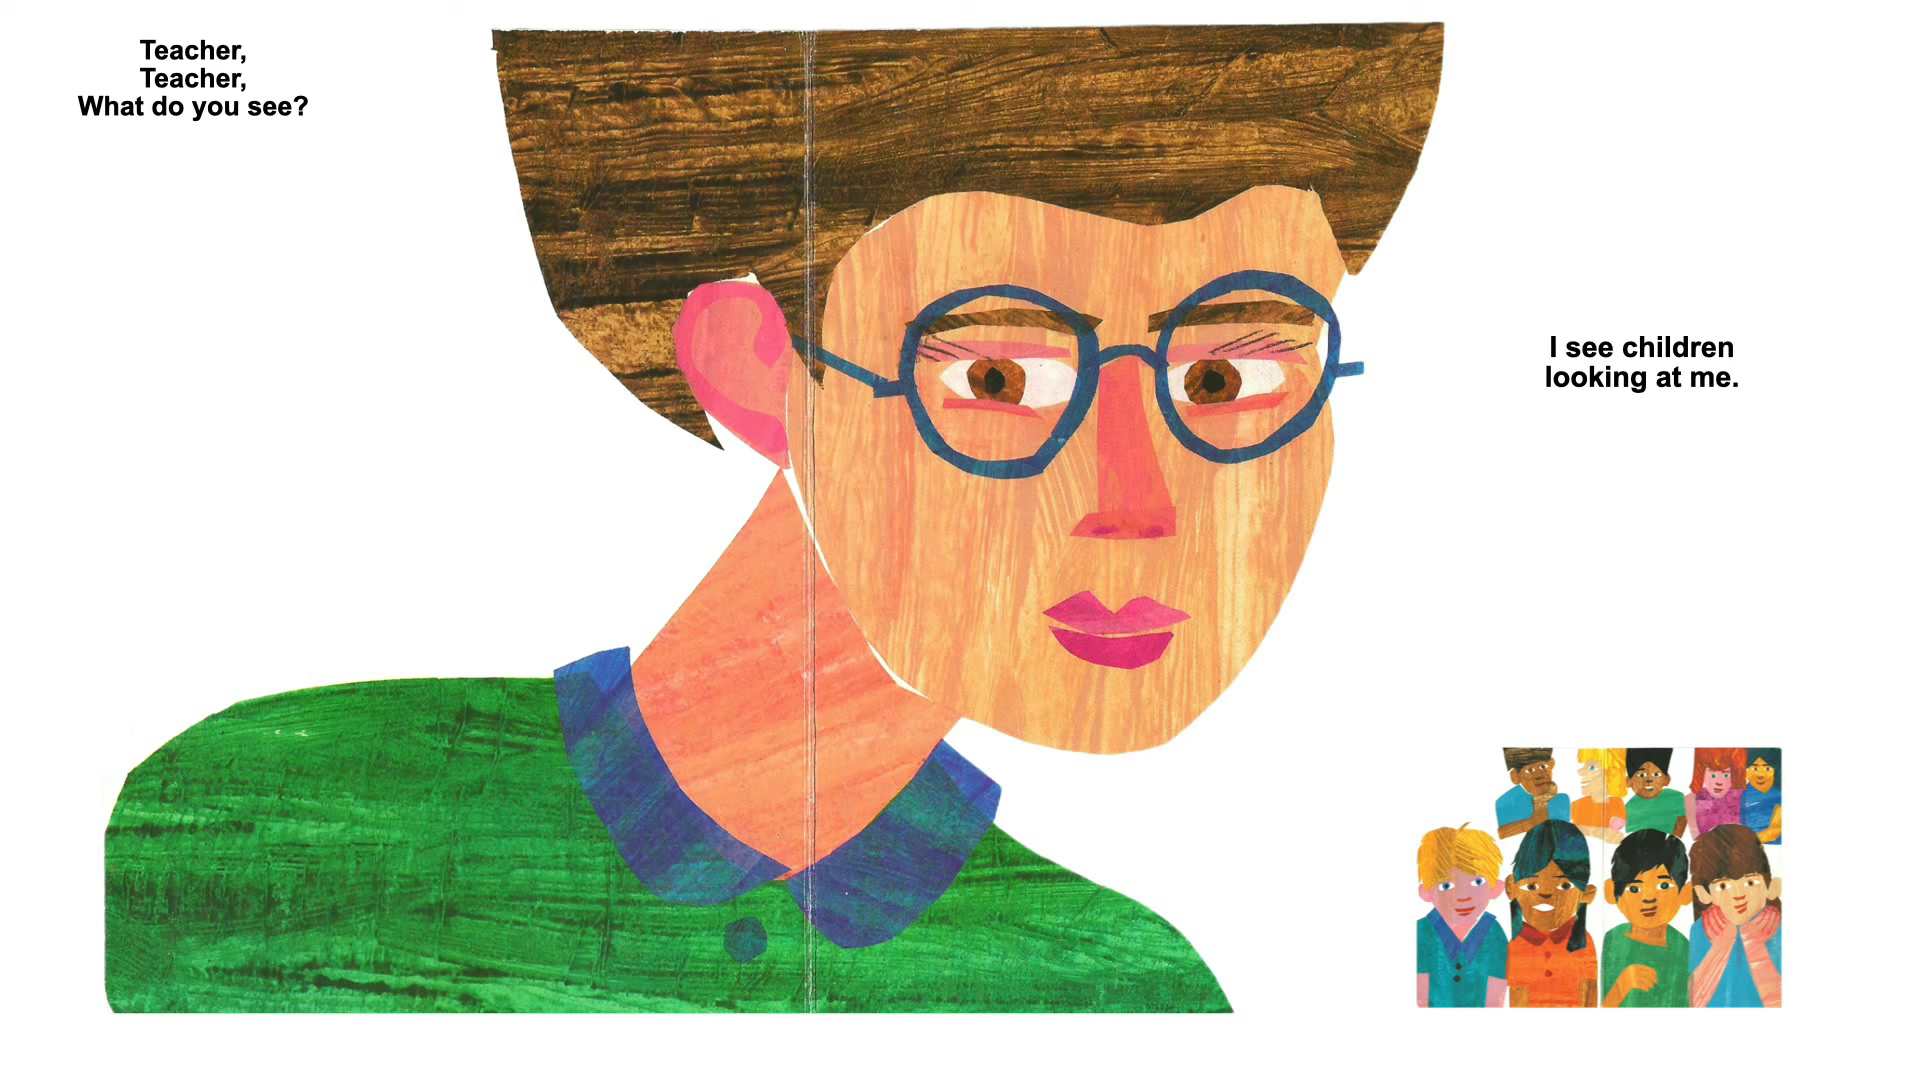 Teacher,
Teacher,
What do you see?
I see children
looking at me.